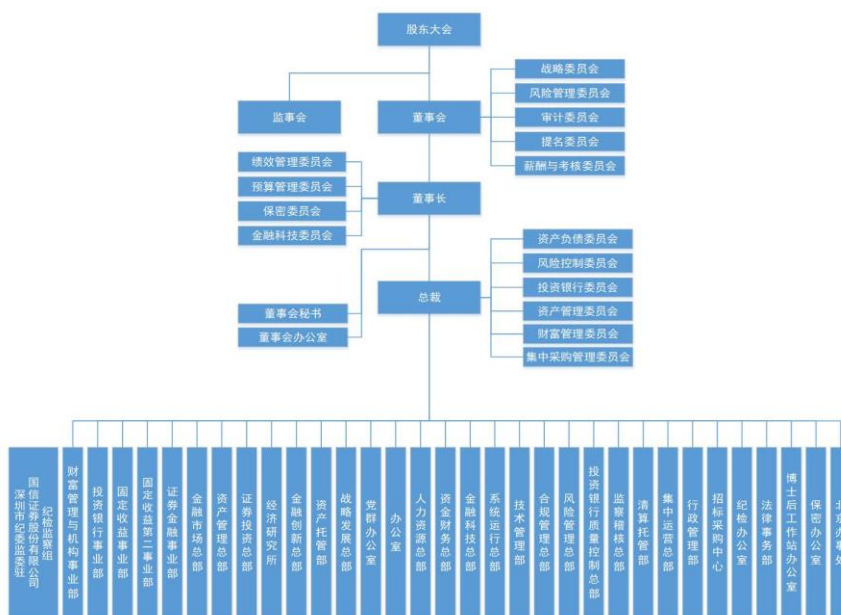 股东大会
监事会
董事会
战略委员会
风险管理委员会
审计委员会
提名委员会
薪酬与考核委员会
绩效管理委员会
预算管理委员会
保密委员会
金融科技委员会
董事长
董事会秘书
董事会办公室
总裁
资产负债委员会
风险控制委员会
投资银行委员会
资产管理委员会
财富管理委员会
集中采购管理委员会
深圳市纪委监委驻
国信证券股份有限公司
纪检监察组
财富管理与机构事业部
投资银行事业部
固定收益事业部
固定收益第二事业部
证券金融事业部
金融市场总部
资产管理总部
证券投资总部
经济研究所
金融创新总部
资产托管部
战略发展总部
党群办公室
办公室
人力资源总部
资金财务总部
金融科技总部
系统运行总部
技术管理部
合规管理总部
风险管理总部
投资银行质量控制总部
监察稽核总部
清算托管部
集中运营总部
行政管理部
招标采购中心
纪检办公室
法律事务部
博士后工作站办公室
保密办公室
北京办事处